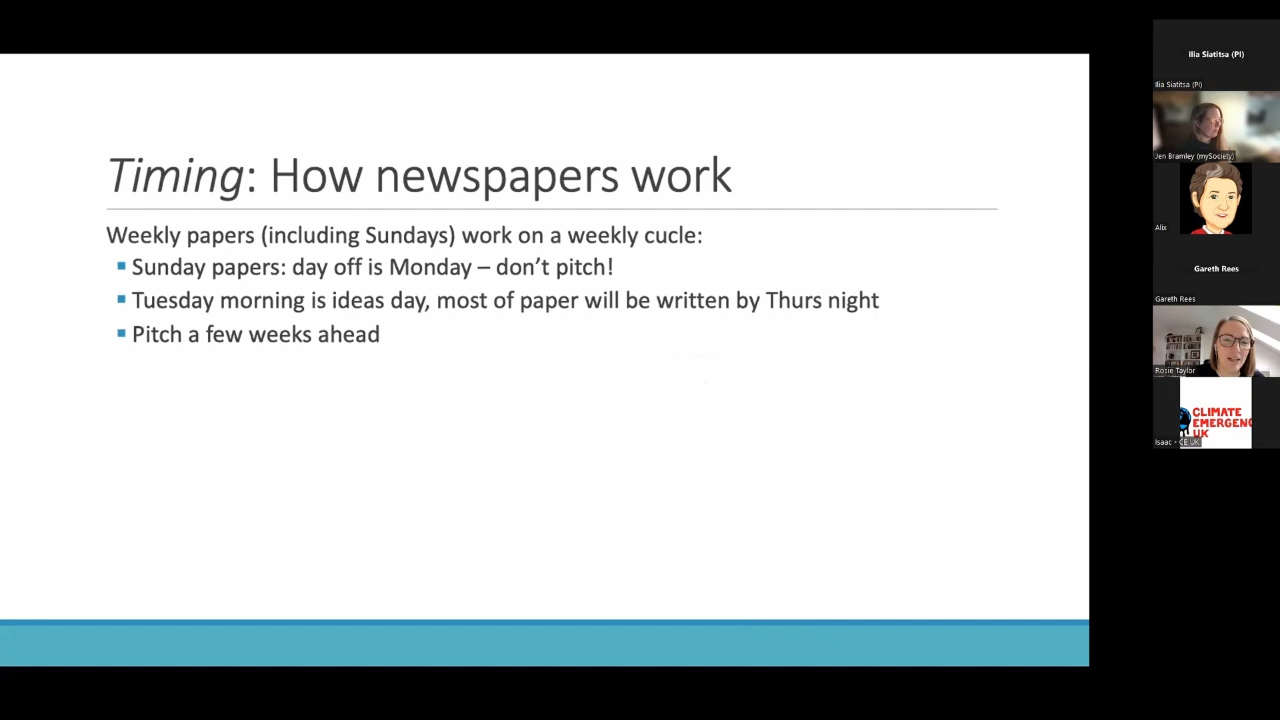 Timing: How newspapers work
Weekly papers (including Sundays) work on a weekly cucle:
Sunday papers: day off is Monday – don't pitch!
Tuesday morning is ideas day, most of paper will be written by Thurs night
Pitch a few weeks ahead
Ilia Siatitsa (PI)
Ilia Siatitsa (PI)
Jen Bramley (mySociety)
Alix
Gareth Rees
Gareth Rees
Rosie Taylor
CLIMATE
EMERGENC
UK
Isaac - CE UK